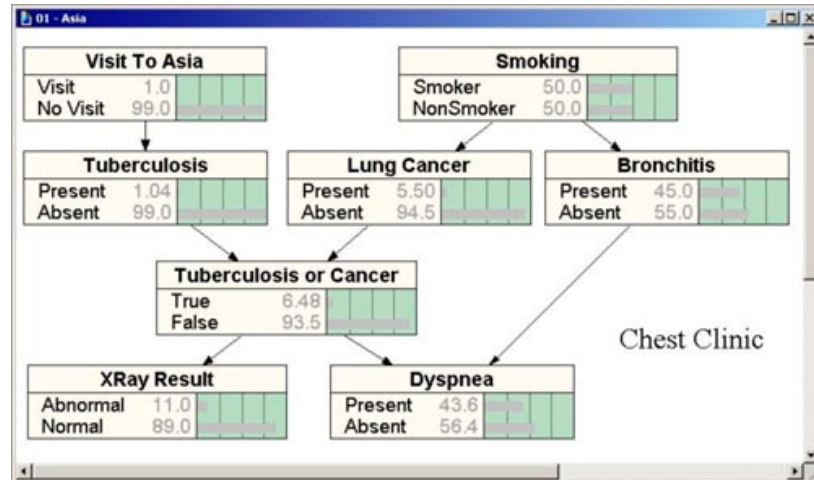 01 - Asia
Visit To Asia
Visit 1.0
No Visit 99.0
Smoking
Smoker 50.0
NonSmoker 50.0
Tuberculosis
Present 1.04
Absent 99.0
Lung Cancer
Present 5.50
Absent 94.5
Bronchitis
Present 45.0
Absent 55.0
Tuberculosis or Cancer
True 6.48
False 93.5
Chest Clinic
XRay Result
Abnormal 11.0
Normal 89.0
Dyspnea
Present 43.6
Absent 56.4